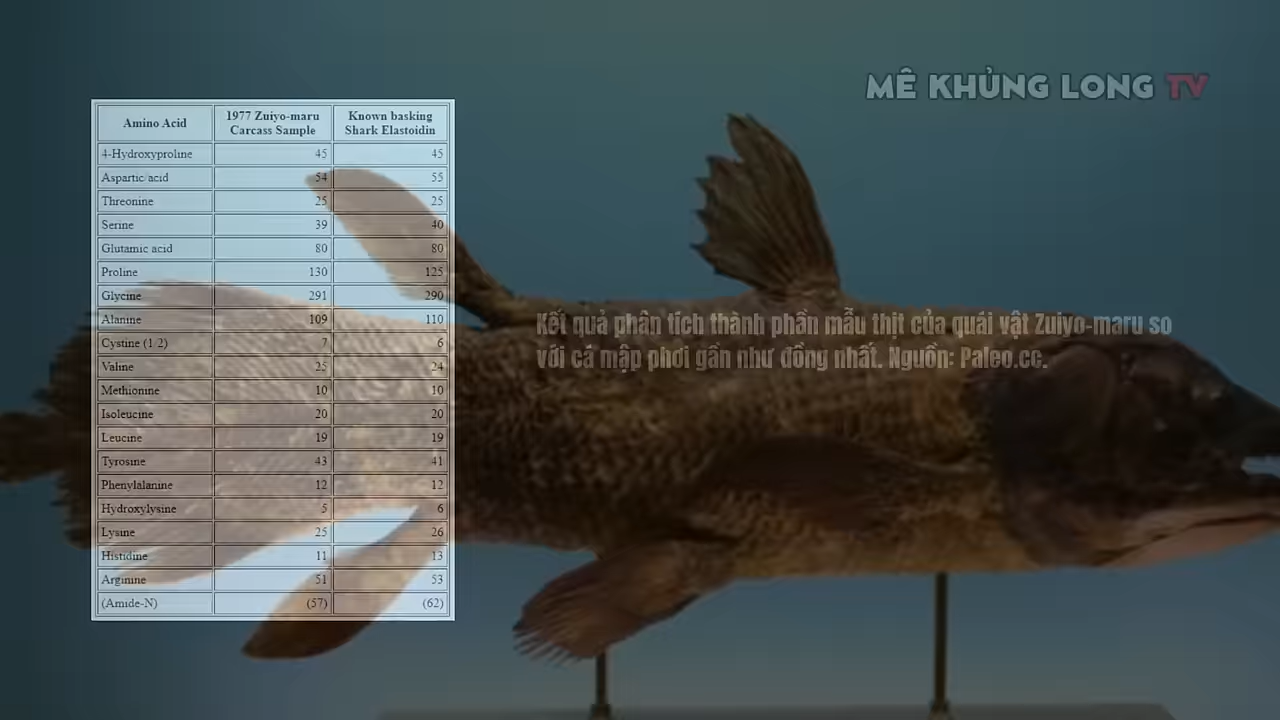 MÊ KHỦNG LONG TV
Amino Acid 1977 Zuiyo-maru Known basking
Carcass Sample Shark Elastoidin
4-Hydroxyproline 45 45
Aspartic acid 54 55
Threonine 25 25
Serine 39 40
Glutamic acid 80 80
Proline 130 125
Glycine 291 290
Alanine 109 110
Cystine (1 2) 7 6
Valine 25 24
Methionine 10 10
Isoleucine 20 20
Leucine 19 19
Tyrosine 43 41
Phenylalanine 12 12
Hydroxylysine 5 6
Lysine 25 26
Histidine 11 13
Arginine 51 53
(Amide-N) (57) (62)
Kết quả phân tích thành phần mẫu thịt của quái vật Zuiyo-maru so
với cá mập phơi gần như đồng nhất. Nguồn: Paleo.cc.